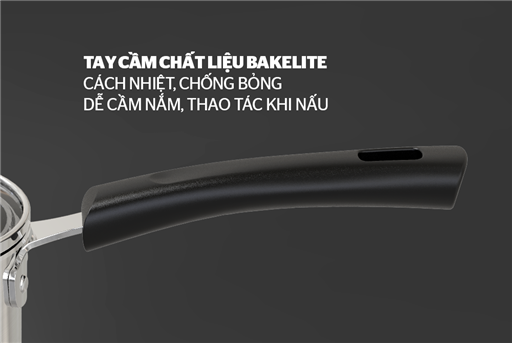 TAY CẦM CHẤT LIỆU BAKELITE
CÁCH NHIỆT, CHỐNG BỎNG
DỄ CẦM NẮM, THAO TÁC KHI NẤU